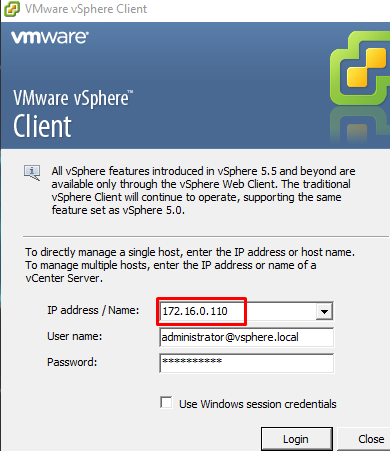 VMware vSphere Client
vmware®
VMware vSphere™
Client
All vSphere features introduced in vSphere 5.5 and beyond are
available only through the vSphere Web Client. The traditional
vSphere Client will continue to operate, supporting the same
feature set as vSphere 5.0.
To directly manage a single host, enter the IP address or host name.
To manage multiple hosts, enter the IP address or name of a
vCenter Server.
IP address / Name: 172.16.0.110
User name: administrator@vsphere.local
Password: **********
Use Windows session credentials
Login Close